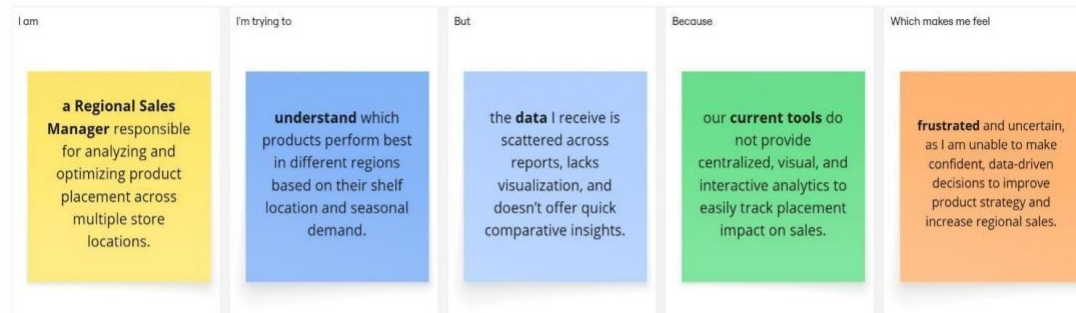 I am
a Regional Sales
Manager responsible
for analyzing and
optimizing product
placement across
multiple store
locations.
I'm trying to
understand which
products perform best
in different regions
based on their shelf
location and seasonal
demand.
But
the data I receive is
scattered across
reports, lacks
visualization, and
doesn't offer quick
comparative insights.
Because
our current tools do
not provide
centralized, visual, and
interactive analytics to
easily track placement
impact on sales.
Which makes me feel
frustrated and uncertain,
as I am unable to make
confident, data-driven
decisions to improve
product strategy and
increase regional sales.